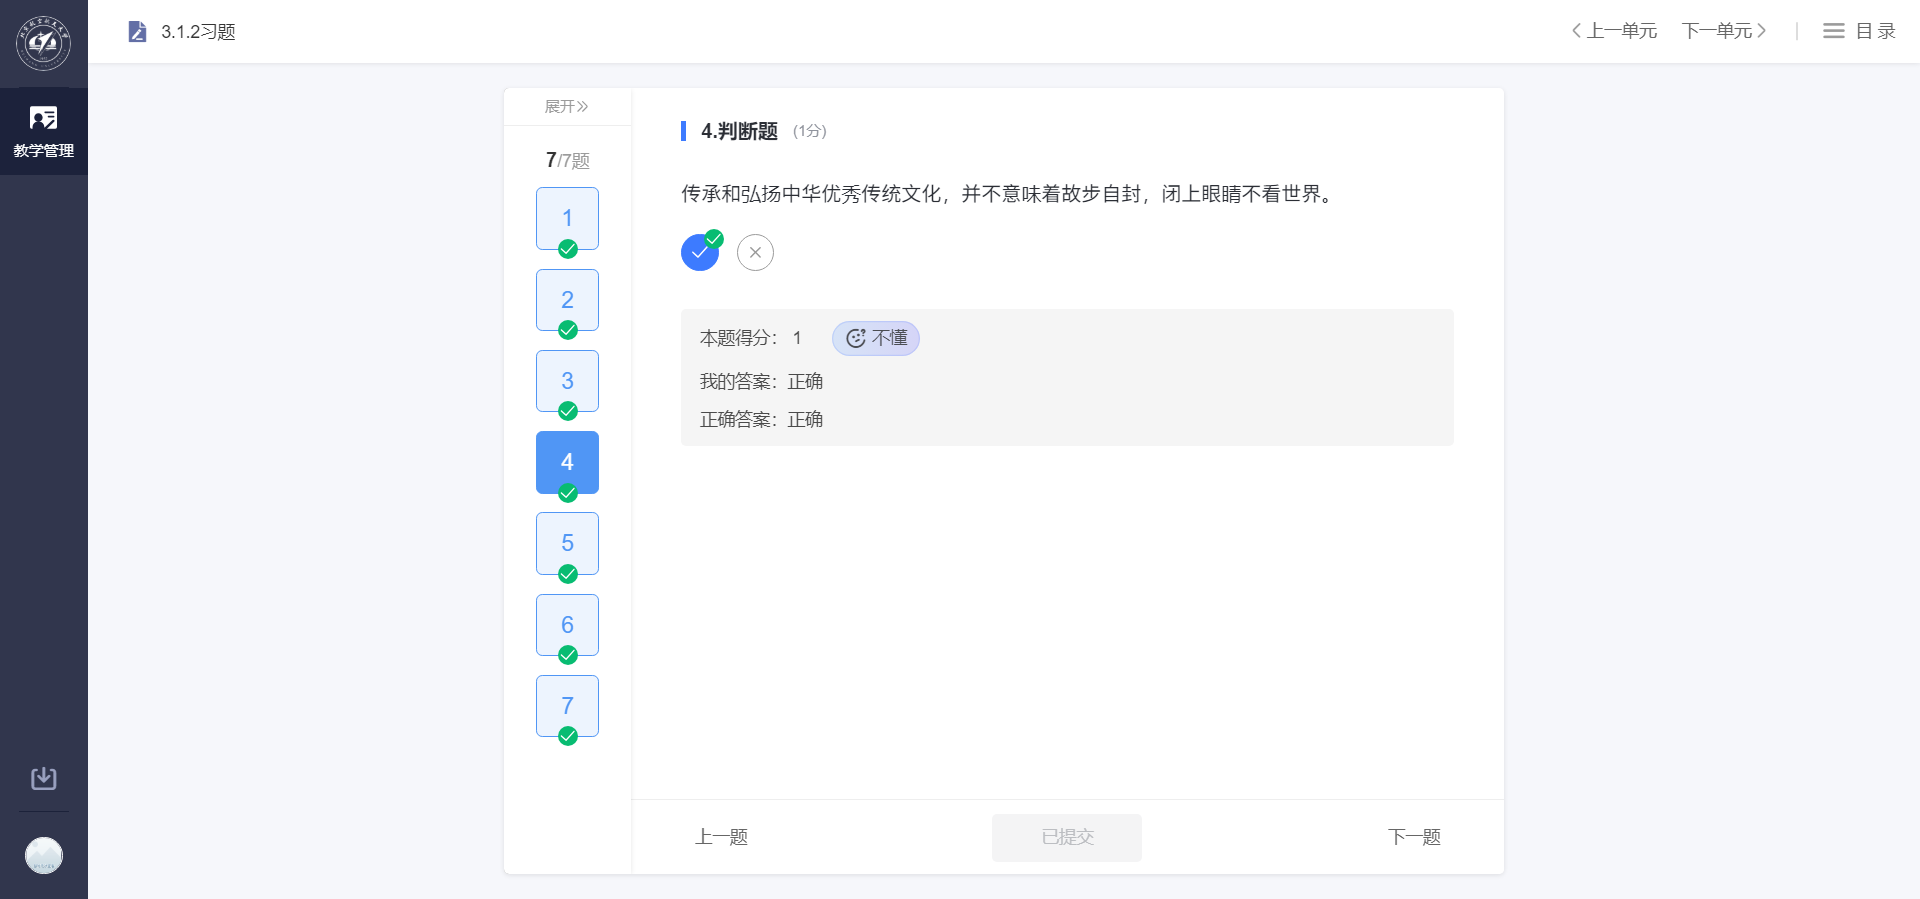 3.1.2习题
上一单元 下一单元 目录
教学管理
展开
7/7题
1
2
3
4
5
6
7
4.判断题 (1分)
传承和弘扬中华优秀传统文化，并不意味着故步自封，闭上眼睛不看世界。
本题得分： 1 不懂
我的答案：正确
正确答案：正确
上一题 已提交 下一题